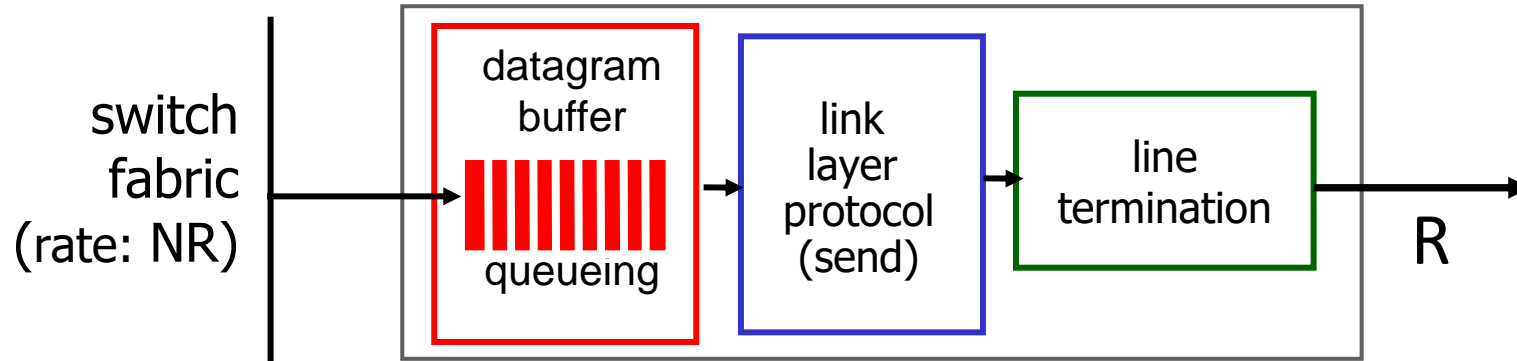 switch
fabric
(rate: NR)
datagram
buffer
queueing
link
layer
protocol
(send)
line
termination
R